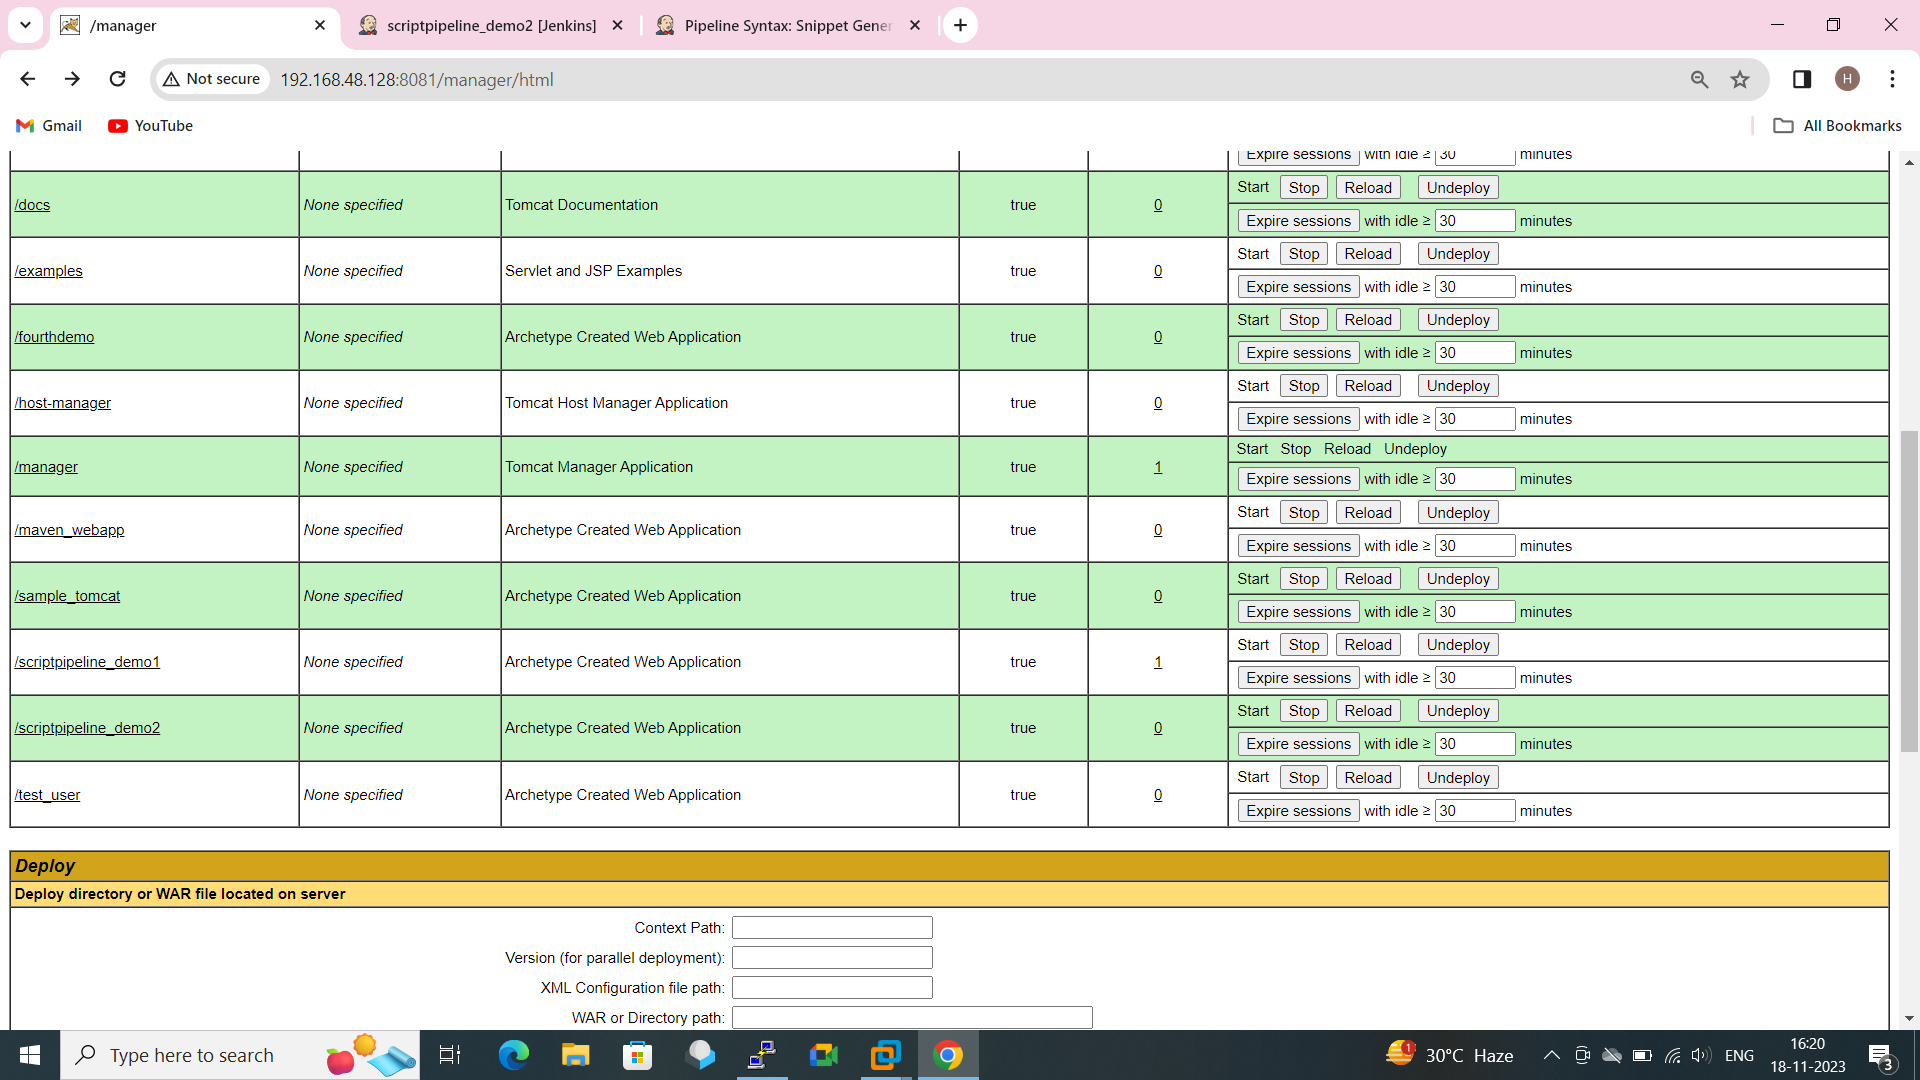 /manager
scriptpipeline_demo2 [Jenkins]
Pipeline Syntax: Snippet Gener
Not secure
192.168.48.128:8081/manager/html
H
Gmail
YouTube
All Bookmarks
Expire sessions with idle ≥ 30 minutes
/docs None specified Tomcat Documentation true 0 Start Stop Reload Undeploy
Expire sessions with idle ≥ 30 minutes
/examples None specified Servlet and JSP Examples true 0 Start Stop Reload Undeploy
Expire sessions with idle ≥ 30 minutes
/fourthdemo None specified Archetype Created Web Application true 0 Start Stop Reload Undeploy
Expire sessions with idle ≥ 30 minutes
/host-manager None specified Tomcat Host Manager Application true 0 Start Stop Reload Undeploy
Expire sessions with idle ≥ 30 minutes
/manager None specified Tomcat Manager Application true 1 Start Stop Reload Undeploy
Expire sessions with idle ≥ 30 minutes
/maven_webapp None specified Archetype Created Web Application true 0 Start Stop Reload Undeploy
Expire sessions with idle ≥ 30 minutes
/sample_tomcat None specified Archetype Created Web Application true 0 Start Stop Reload Undeploy
Expire sessions with idle ≥ 30 minutes
/scriptpipeline_demo1 None specified Archetype Created Web Application true 1 Start Stop Reload Undeploy
Expire sessions with idle ≥ 30 minutes
/scriptpipeline_demo2 None specified Archetype Created Web Application true 0 Start Stop Reload Undeploy
Expire sessions with idle ≥ 30 minutes
/test_user None specified Archetype Created Web Application true 0 Start Stop Reload Undeploy
Expire sessions with idle ≥ 30 minutes
Deploy
Deploy directory or WAR file located on server
Context Path:
Version (for parallel deployment):
XML Configuration file path:
WAR or Directory path:
Type here to search
1
30°C Haze
ENG
16:20
18-11-2023
3